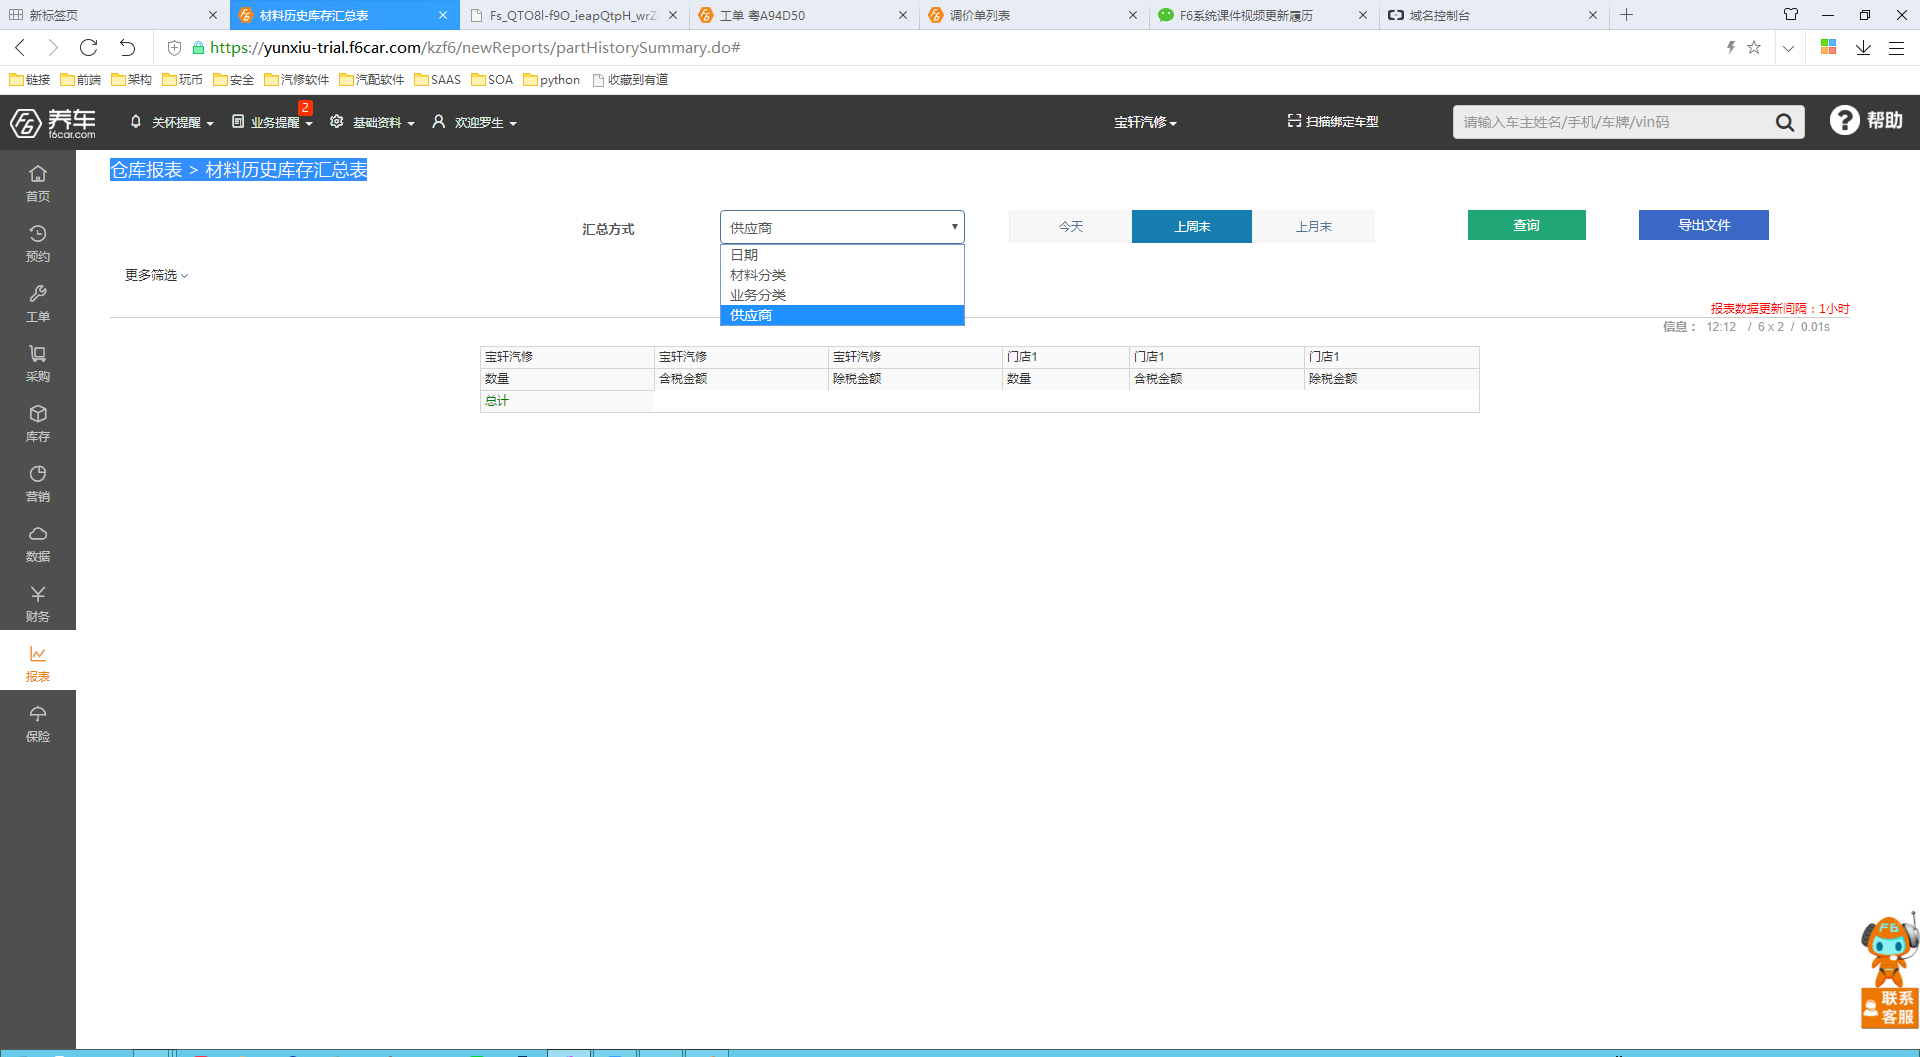 新标签页
材料历史库存汇总表
Fs_QTO8l-f9O_ieapQtpH_wrZ
工单 粤A94D50
调价单列表
F6系统课件视频更新履历
域名控制台
https://yunxiu-trial.f6car.com/kzf6/newReports/partHistorySummary.do#
链接 前端 架构 玩币 安全 汽修软件 汽配软件 SAAS SOA python 收藏到有道
养车
f6car.com
关怀提醒
业务提醒 2
基础资料
欢迎罗生
宝轩汽修
扫描绑定车型
请输入车主姓名/手机/车牌/vin码
? 帮助
首页
预约
工单
采购
库存
营销
数据
财务
报表
保险
仓库报表 > 材料历史库存汇总表
汇总方式 供应商 今天 上周末 上月末 查询 导出文件
日期
材料分类
业务分类
供应商
更多筛选
报表数据更新间隔：1小时
信息： 12:12 / 6 x 2 / 0.01s
宝轩汽修 宝轩汽修 宝轩汽修 门店1 门店1 门店1
数量 含税金额 除税金额 数量 含税金额 除税金额
总计
F6
联系
客服